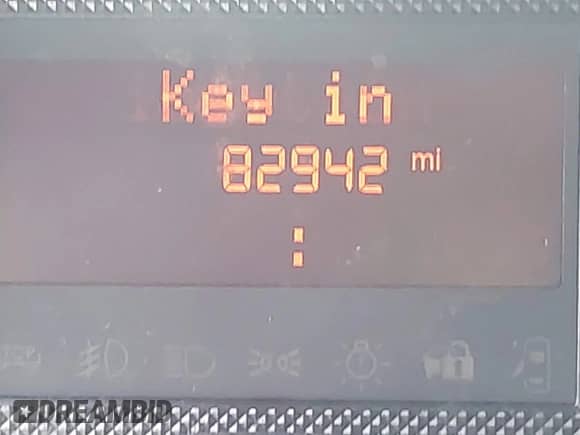 Key in
82942 mi
:
DREAMBID